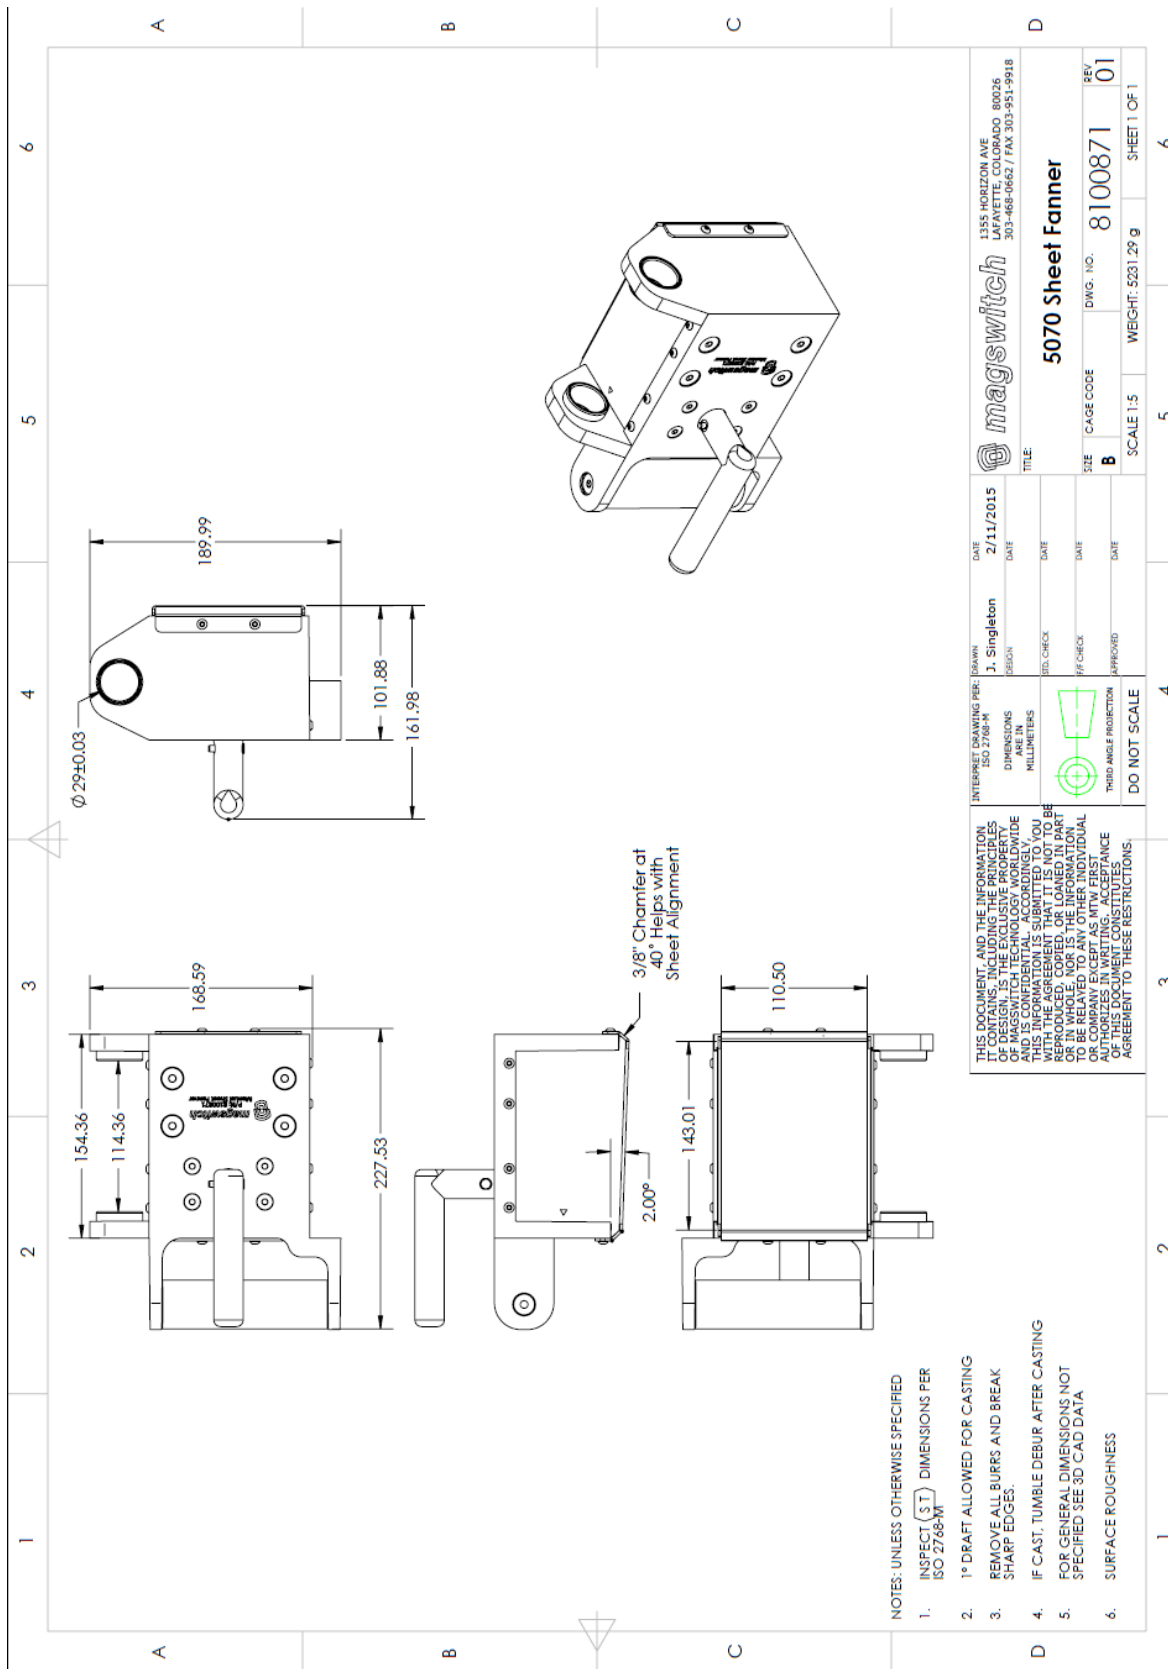 1
2
3
4
5
6
A
B
C
D
154.36
114.36
168.59
227.53
Ø29±0.03
189.99
101.88
161.98
2.00°
3/8" Chamfer at
40° Helps with
Sheet Alignment
143.01
110.50
magswitch
NOTES: UNLESS OTHERWISE SPECIFIED
1. INSPECT ST DIMENSIONS PER
ISO 2768-M
2. 1° DRAFT ALLOWED FOR CASTING
3. REMOVE ALL BURRS AND BREAK
SHARP EDGES.
4. IF CAST, TUMBLE DEBUR AFTER CASTING
5. FOR GENERAL DIMENSIONS NOT
SPECIFIED SEE 3D CAD DATA
6. SURFACE ROUGHNESS
THIS DOCUMENT, AND THE INFORMATION
IT CONTAINS, INCLUDING THE PRINCIPLES
OF DESIGN, IS THE EXCLUSIVE PROPERTY
OF MAGSWITCH TECHNOLOGY WORLDWIDE
AND IS CONFIDENTIAL. ACCORDINGLY,
THIS INFORMATION IS SUBMITTED TO YOU
WITH THE AGREEMENT THAT IT IS NOT TO BE
REPRODUCED, COPIED, OR LOANED IN PART
OR IN WHOLE, NOR IS THE INFORMATION
TO BE RELAYED TO ANY OTHER INDIVIDUAL
OR COMPANY EXCEPT AS MTW FIRST
AUTHORIZES IN WRITING. ACCEPTANCE
OF THIS DOCUMENT CONSTITUTES
AGREEMENT TO THESE RESTRICTIONS.
INTERPRET DRAWING PER:
ISO 2768-M
DIMENSIONS
ARE IN
MILLIMETERS
THIRD ANGLE PROJECTION
DO NOT SCALE
DRAWN DATE
J. Singleton 2/11/2015
DESIGN DATE
STD. CHECK DATE
F/F CHECK DATE
APPROVED DATE
magswitch
1355 HORIZON AVE
LAFAYETTE, COLORADO 80026
303-468-0662 / FAX 303-951-9918
TITLE:
5070 Sheet Fanner
SIZE CAGE CODE DWG. NO. REV
B 8100871 01
SCALE 1:5 WEIGHT: 5231.29 g SHEET 1 OF 1
1
2
3
4
5
6
A
B
C
D